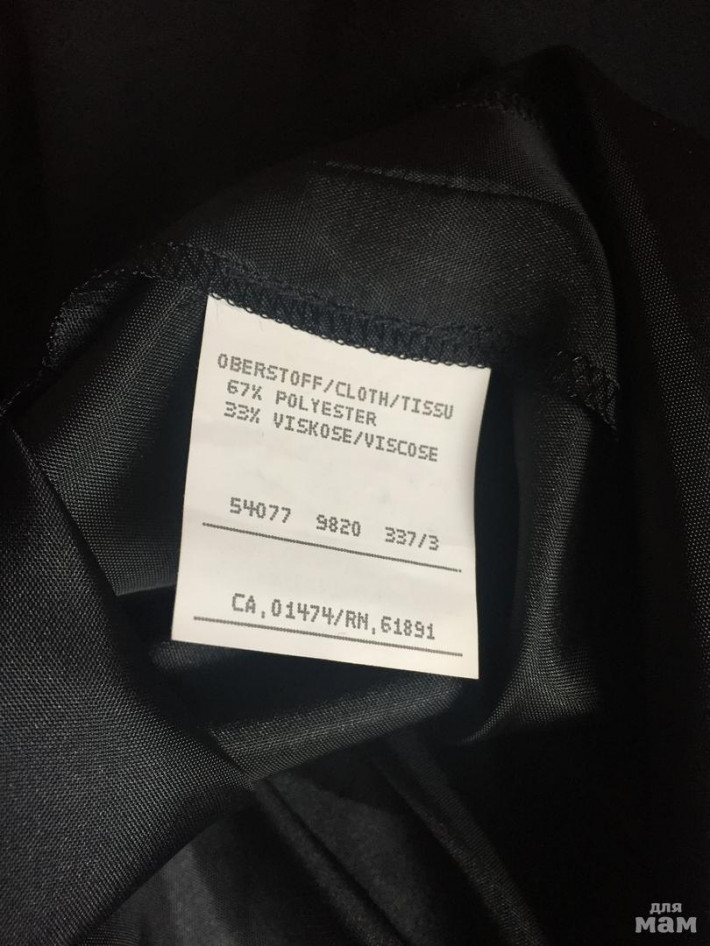 OBERSTOFF/CLOTH/TISSU
67% POLYESTER
33% VISKOSE/VISCOSE
54077 9820 337/3
CA,01474/RN,61891
для
мам